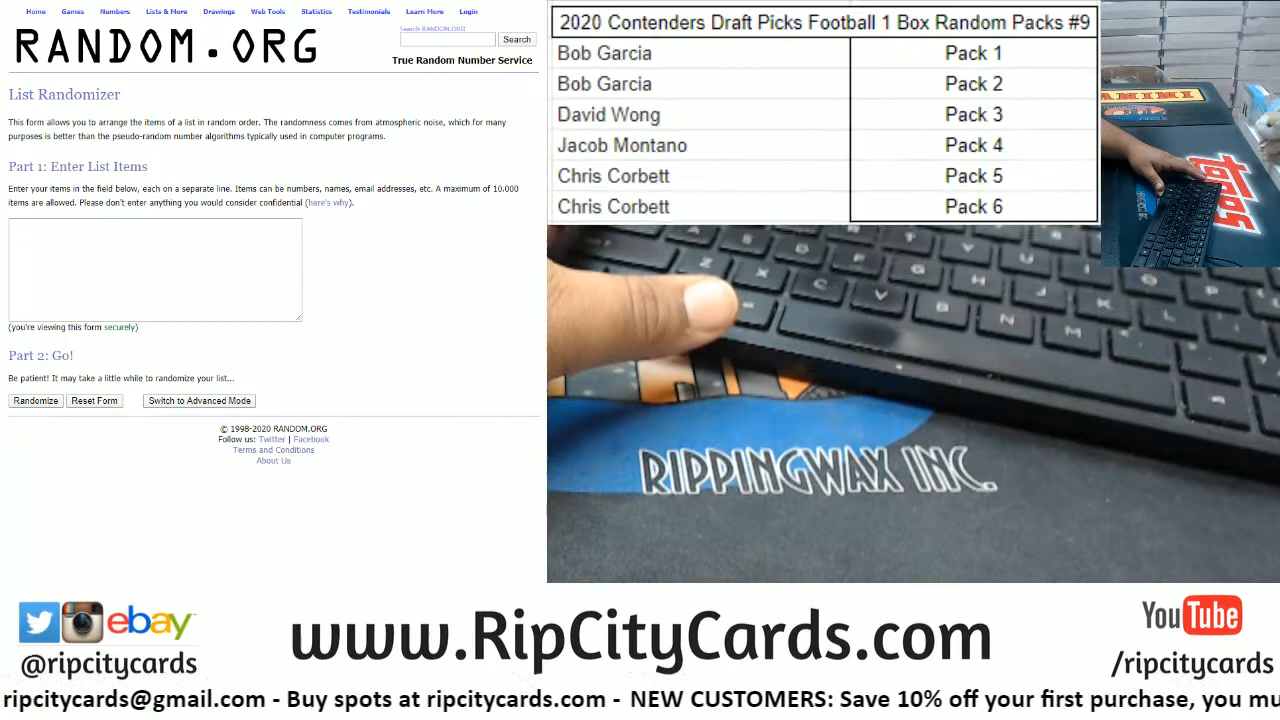 Home Games Numbers Lists & More Drawings Web Tools Statistics Testimonials Learn More Login
RANDOM.ORG
Search RANDOM.ORG
Search
True Random Number Service
List Randomizer
This form allows you to arrange the items of a list in random order. The randomness comes from atmospheric noise, which for many
purposes is better than the pseudo-random number algorithms typically used in computer programs.
Part 1: Enter List Items
Enter your items in the field below, each on a separate line. Items can be numbers, names, email addresses, etc. A maximum of 10,000
items are allowed. Please don't enter anything you would consider confidential (here's why).
(you're viewing this form securely)
Part 2: Go!
Be patient! It may take a little while to randomize your list...
Randomize Reset Form Switch to Advanced Mode
© 1998-2020 RANDOM.ORG
Follow us: Twitter | Facebook
Terms and Conditions
About Us
2020 Contenders Draft Picks Football 1 Box Random Packs #9
Bob Garcia Pack 1
Bob Garcia Pack 2
David Wong Pack 3
Jacob Montano Pack 4
Chris Corbett Pack 5
Chris Corbett Pack 6
PANINI
TOPPS
Z X C V B N M
S D F G H J K L
RIPPINGWAX INC.
ebay
@ripcitycards
www.RipCityCards.com
YouTube
/ripcitycards
ripcitycards@gmail.com - Buy spots at ripcitycards.com - NEW CUSTOMERS: Save 10% off your first purchase, you mu